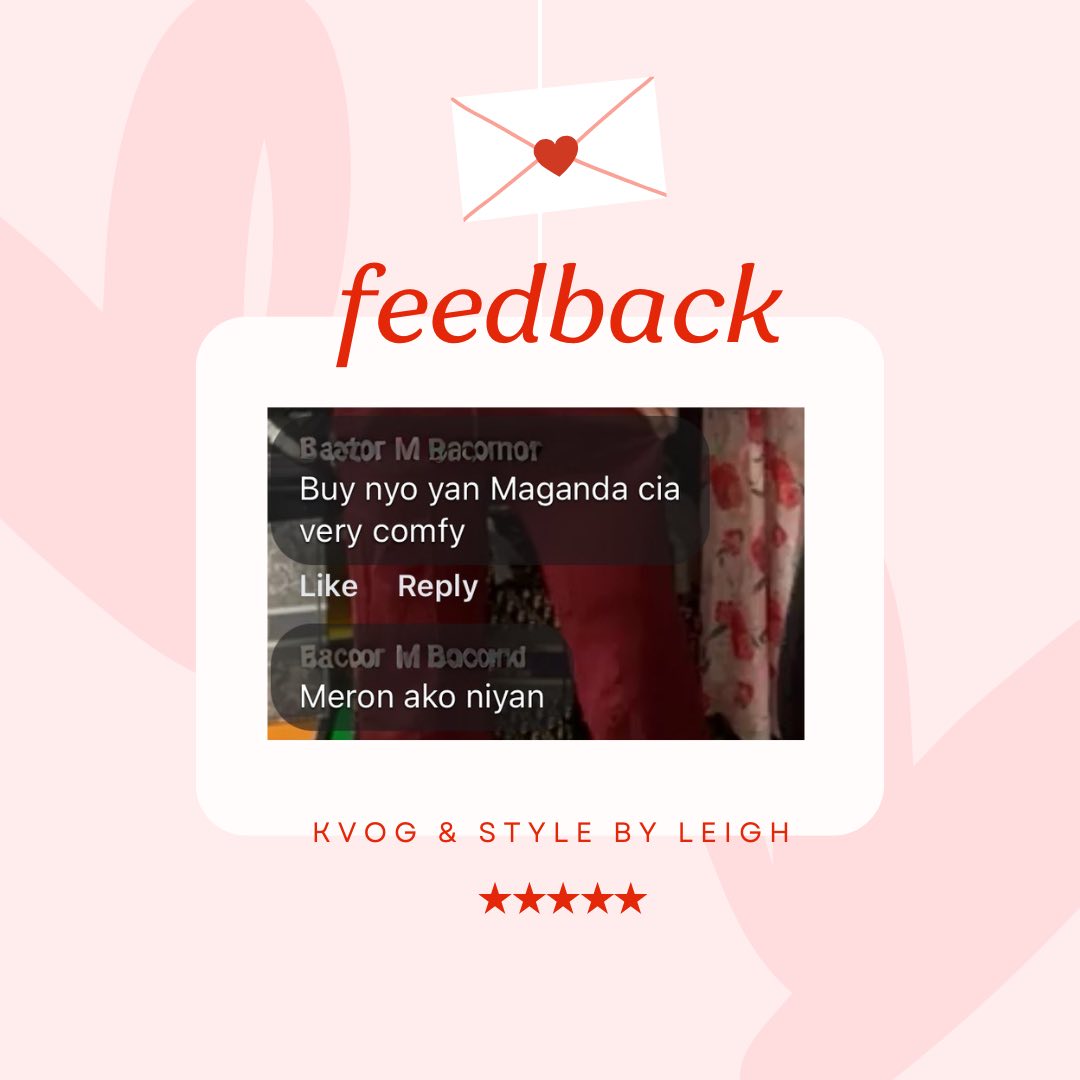 feedback
Buy nyo yan Maganda cia
very comfy
Like Reply
Meron ako niyan
KVOG & STYLE BY LEIGH